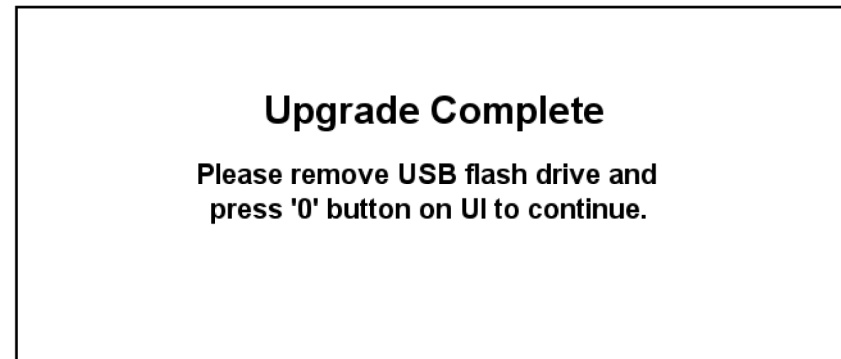 Upgrade Complete
Please remove USB flash drive and
press '0' button on UI to continue.